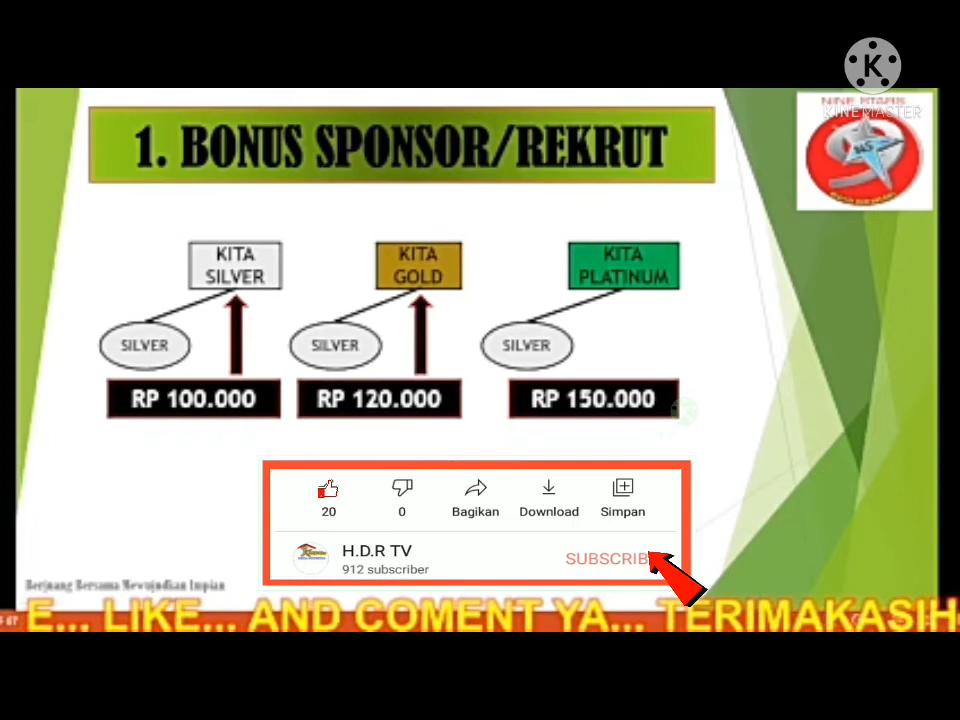 K
KINEMASTER
NINE STARS
1. BONUS SPONSOR/REKRUT
KITA
SILVER
KITA
GOLD
KITA
PLATINUM
SILVER
SILVER
SILVER
RP 100.000
RP 120.000
RP 150.000
20
0
Bagikan
Download
Simpan
H.D.R TV
912 subscriber
SUBSCRIB
Berjuang Bersama Mewujudkan Impian
E... LIKE... AND COMENT YA... TERIMAKASIH